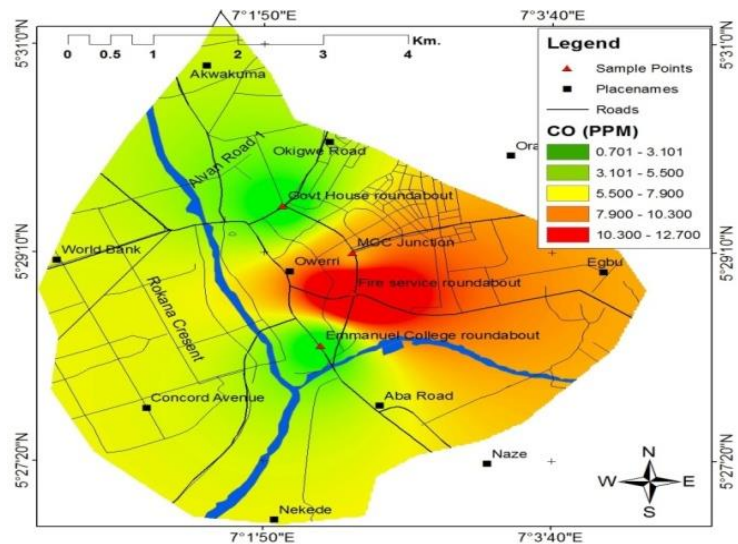 7°1'50"E
7°3'40"E
5°31'0"N
5°31'0"N
0 0.5 1 2 3 4 Km.
Legend
Sample Points
Placenames
Roads
CO (PPM)
0.701 - 3.101
3.101 - 5.500
5.500 - 7.900
7.900 - 10.300
10.300 - 12.700
Akwakuma
Okigwe Road
Alvan Road 1
Govt House roundabout
MCC Junction
5°29'10"N
5°29'10"N
World Bank
Owerri
Egbu
Fire service roundabout
Rokana Cresent
Emmanuel College roundabout
Concord Avenue
Aba Road
5°27'20"N
5°27'20"N
Naze
Nekede
N
W E
S
7°1'50"E
7°3'40"E